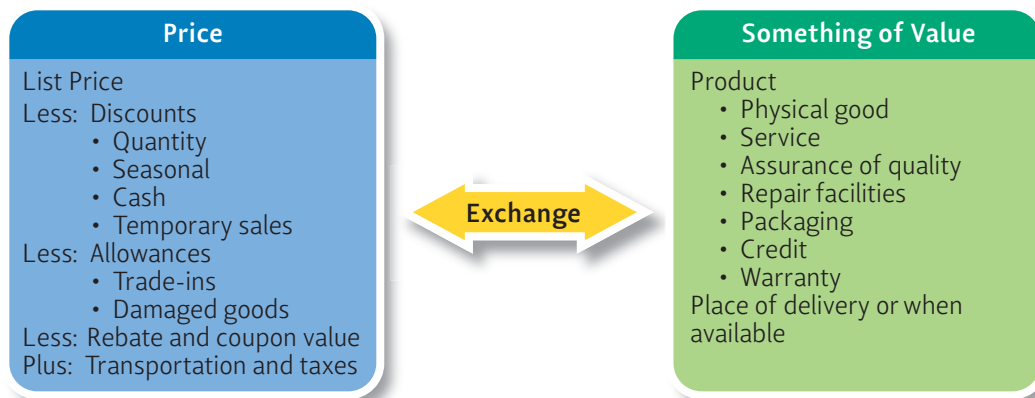 Price
List Price
Less: Discounts
• Quantity
• Seasonal
• Cash
• Temporary sales
Less: Allowances
• Trade-ins
• Damaged goods
Less: Rebate and coupon value
Plus: Transportation and taxes
Exchange
Something of Value
Product
• Physical good
• Service
• Assurance of quality
• Repair facilities
• Packaging
• Credit
• Warranty
Place of delivery or when
available